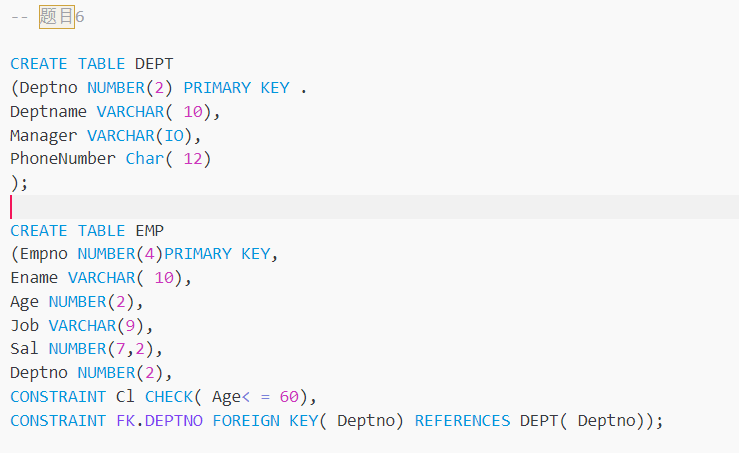 -- 题目6
CREATE TABLE DEPT
(Deptno NUMBER(2) PRIMARY KEY .
Deptname VARCHAR( 10),
Manager VARCHAR(IO),
PhoneNumber Char( 12)
);
CREATE TABLE EMP
(Empno NUMBER(4)PRIMARY KEY,
Ename VARCHAR( 10),
Age NUMBER(2),
Job VARCHAR(9),
Sal NUMBER(7,2),
Deptno NUMBER(2),
CONSTRAINT Cl CHECK( Age< = 60),
CONSTRAINT FK.DEPTNO FOREIGN KEY( Deptno) REFERENCES DEPT( Deptno));